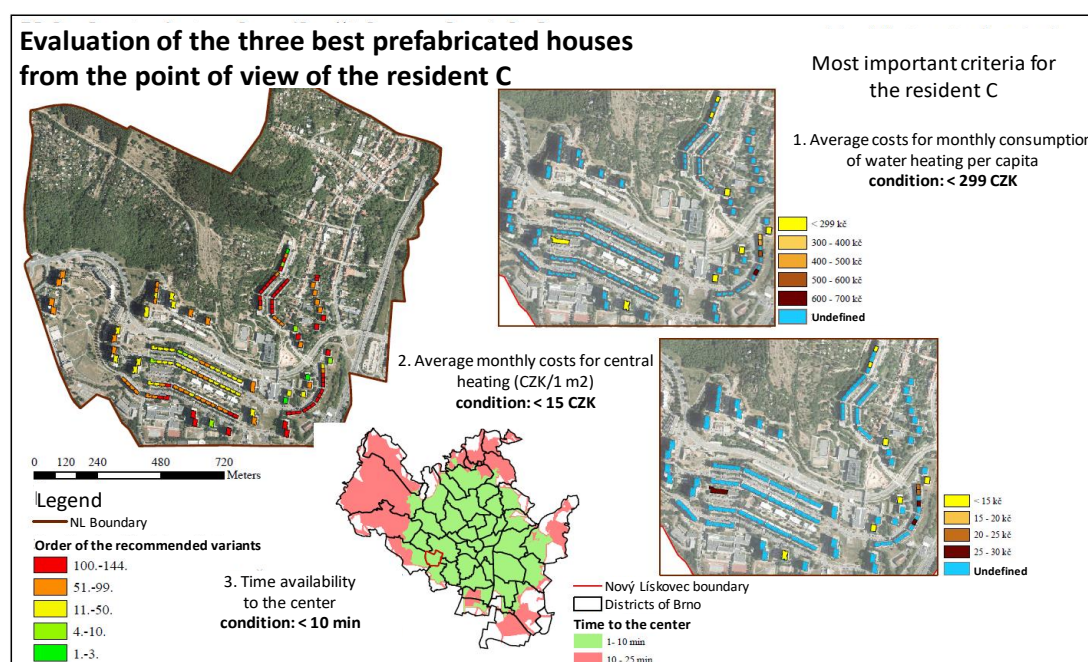 Evaluation of the three best prefabricated houses
from the point of view of the resident C
Most important criteria for
the resident C
1. Average costs for monthly consumption
of water heating per capita
condition: < 299 CZK
< 299 kč
300 - 400 kč
400 - 500 kč
500 - 600 kč
600 - 700 kč
Undefined
2. Average monthly costs for central
heating (CZK/1 m2)
condition: < 15 CZK
< 15 kč
15 - 20 kč
20 - 25 kč
25 - 30 kč
Undefined
0 120 240 480 720
Meters
Legend
NL Boundary
Order of the recommended variants
100.-144.
51.-99.
11.-50.
4.-10.
1.-3.
3. Time availability
to the center
condition: < 10 min
Nový Lískovec boundary
Districts of Brno
Time to the center
1- 10 min
10 - 25 min